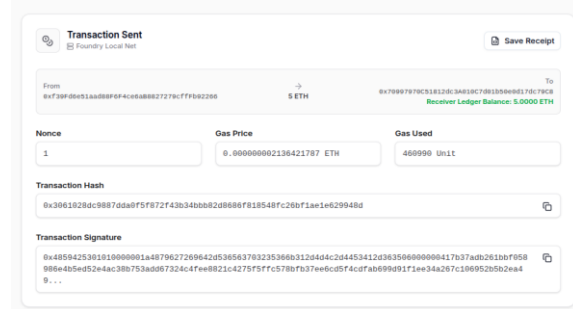 Transaction Sent
Foundry Local Net
Save Receipt
From
To
0xf39Fd6e51aad88F6F4ce6aB8827279cffFb92266
5 ETH
0x70997970C51812dc3A010C7d01b50e0d17dc79C8
Receiver Ledger Balance: 5.0000 ETH
Nonce
Gas Price
Gas Used
1
0.000000002136421787 ETH
460990 Unit
Transaction Hash
0x3061028dc9887dda0f5f872f43b34bbb82d8686f818548fc26bf1ae1e629948d
Transaction Signature
0x4859425301010000001a4879627269642d536563703235366b312d4d4c2d4453412d363506000000417b37adb261bbf058
986e4b5ed52e4ac38b753add67324c4fee8821c4275f5ffc578bfb37ee6cd5f4cdfab699d91f1ee34a267c106952b5b2ea4
9...